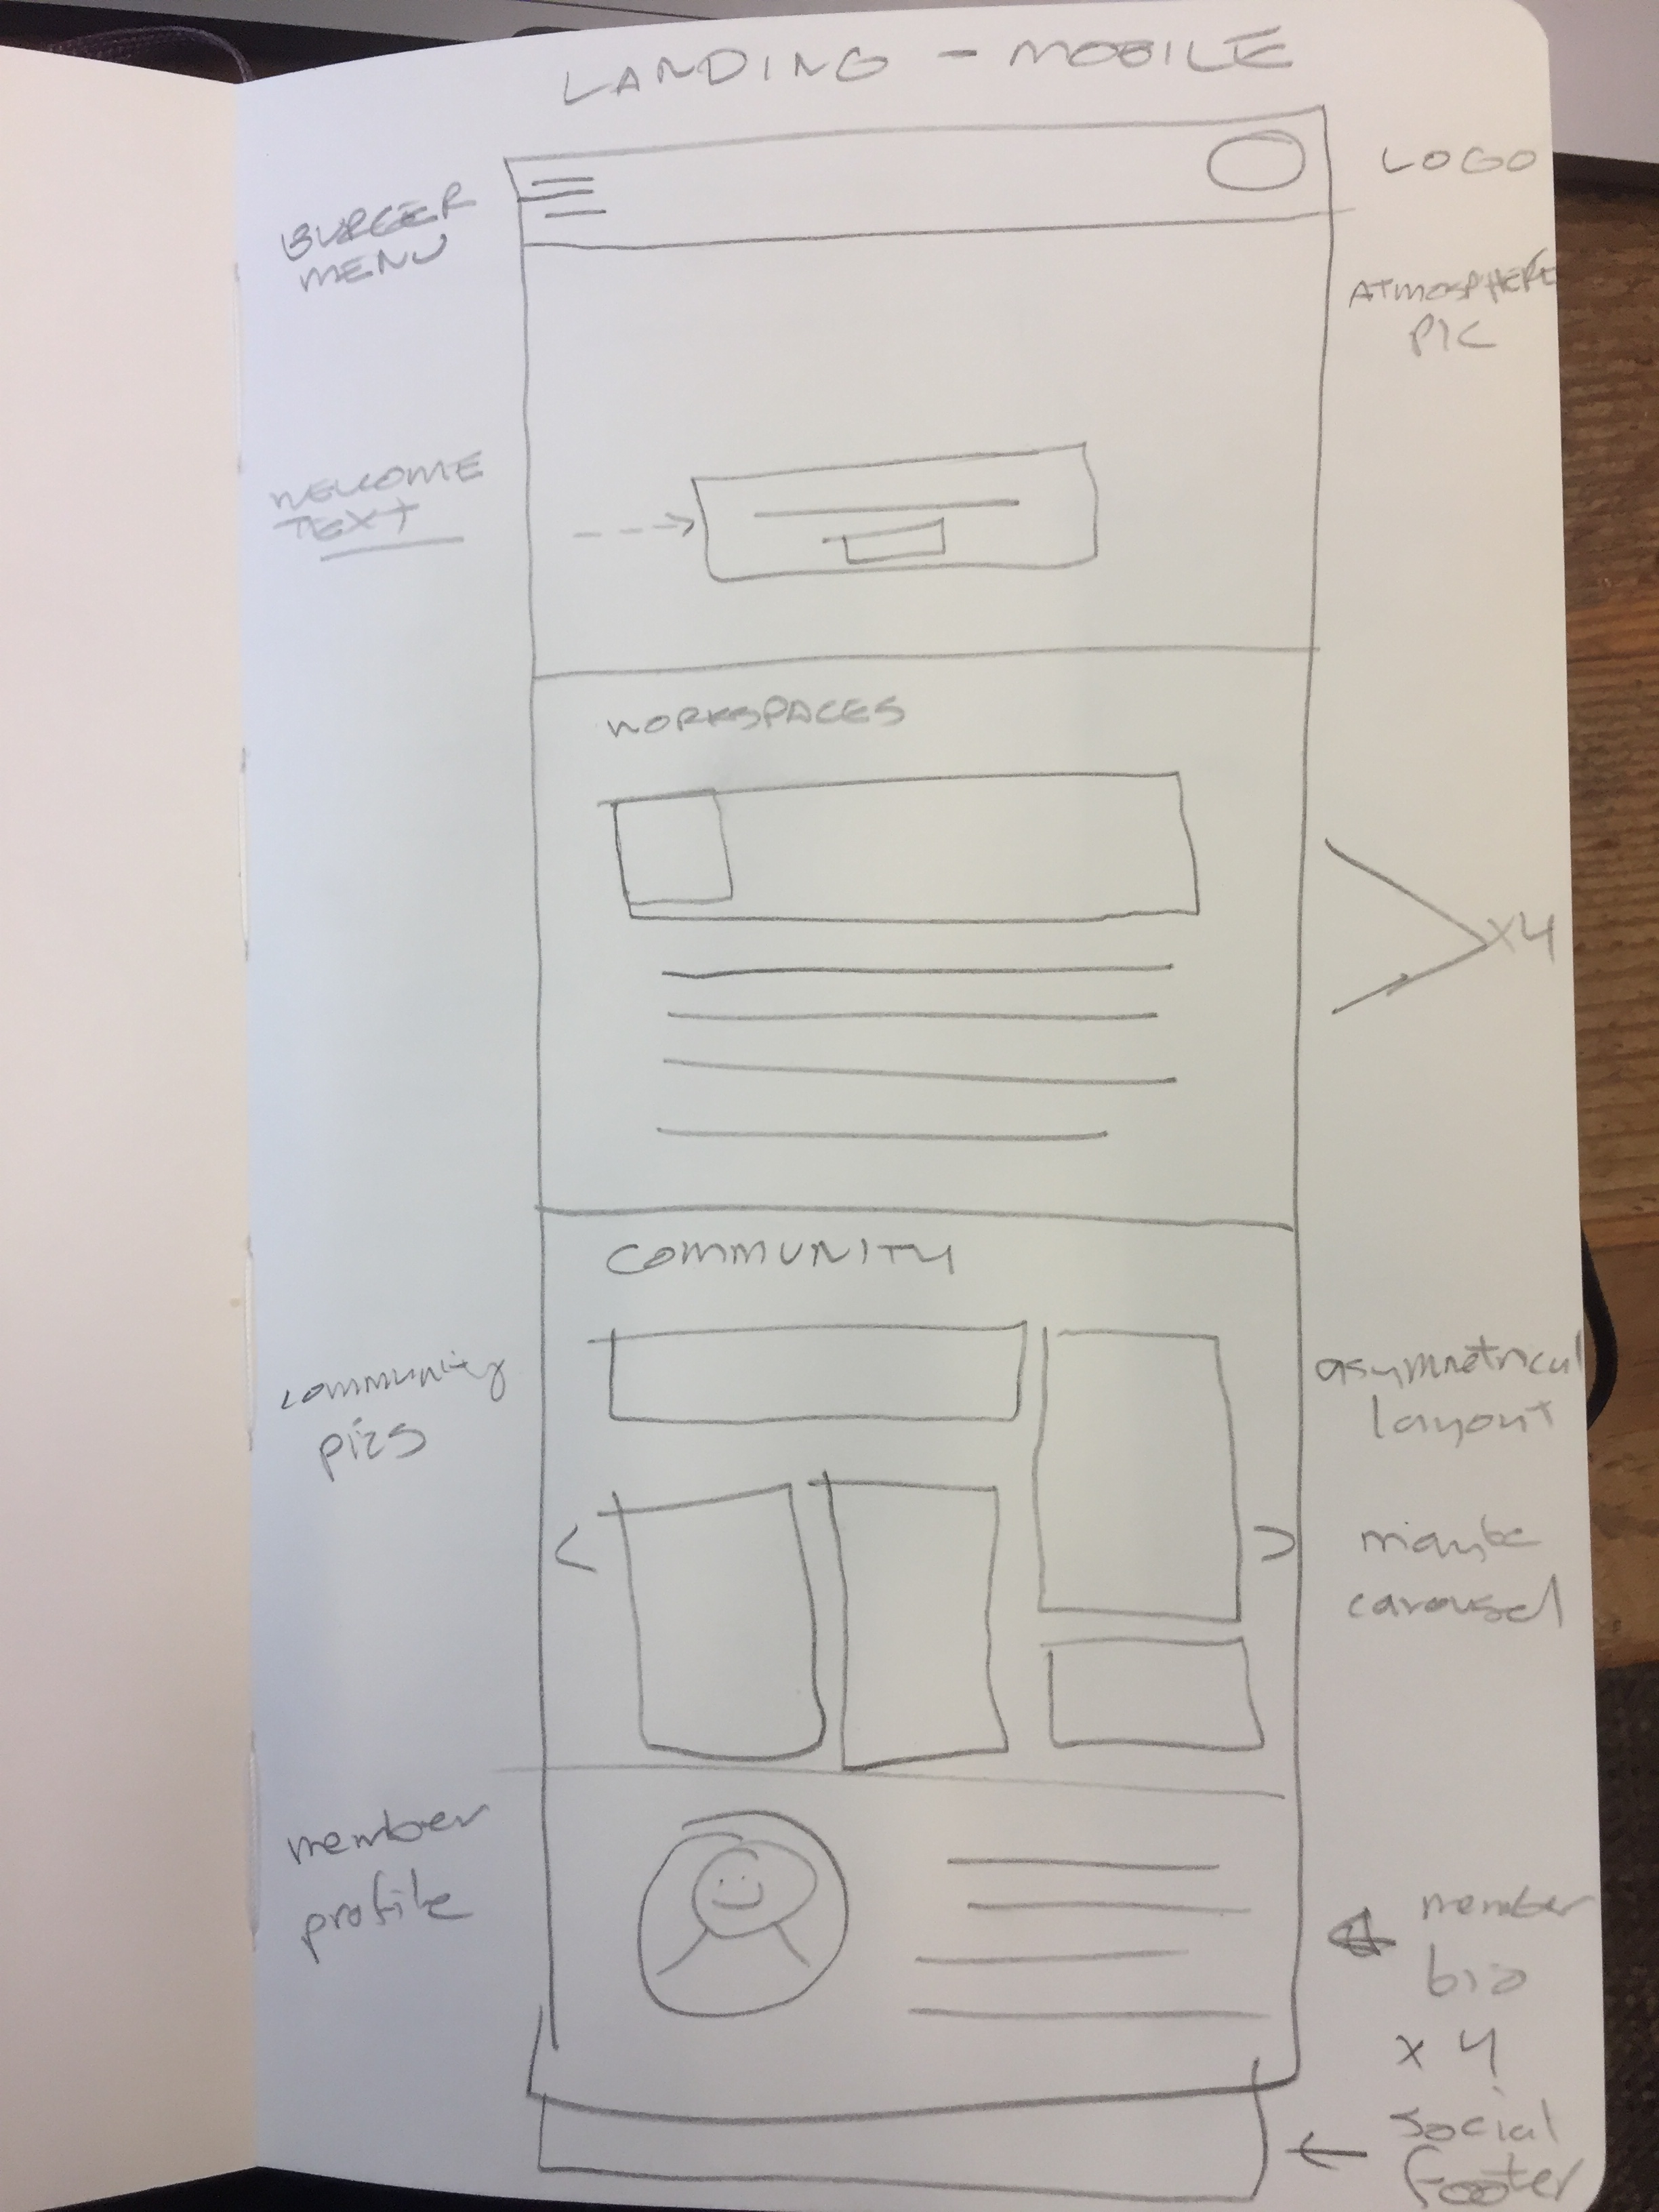 LANDING - MOBILE
LOGO
BURGER
MENU
ATMOSPHERE
PIC
WELCOME
TEXT
WORKSPACES
X4
COMMUNITY
community
pics
asymmetrical
layout
maybe
carousel
member
profile
member
bio
x 4
social
footer